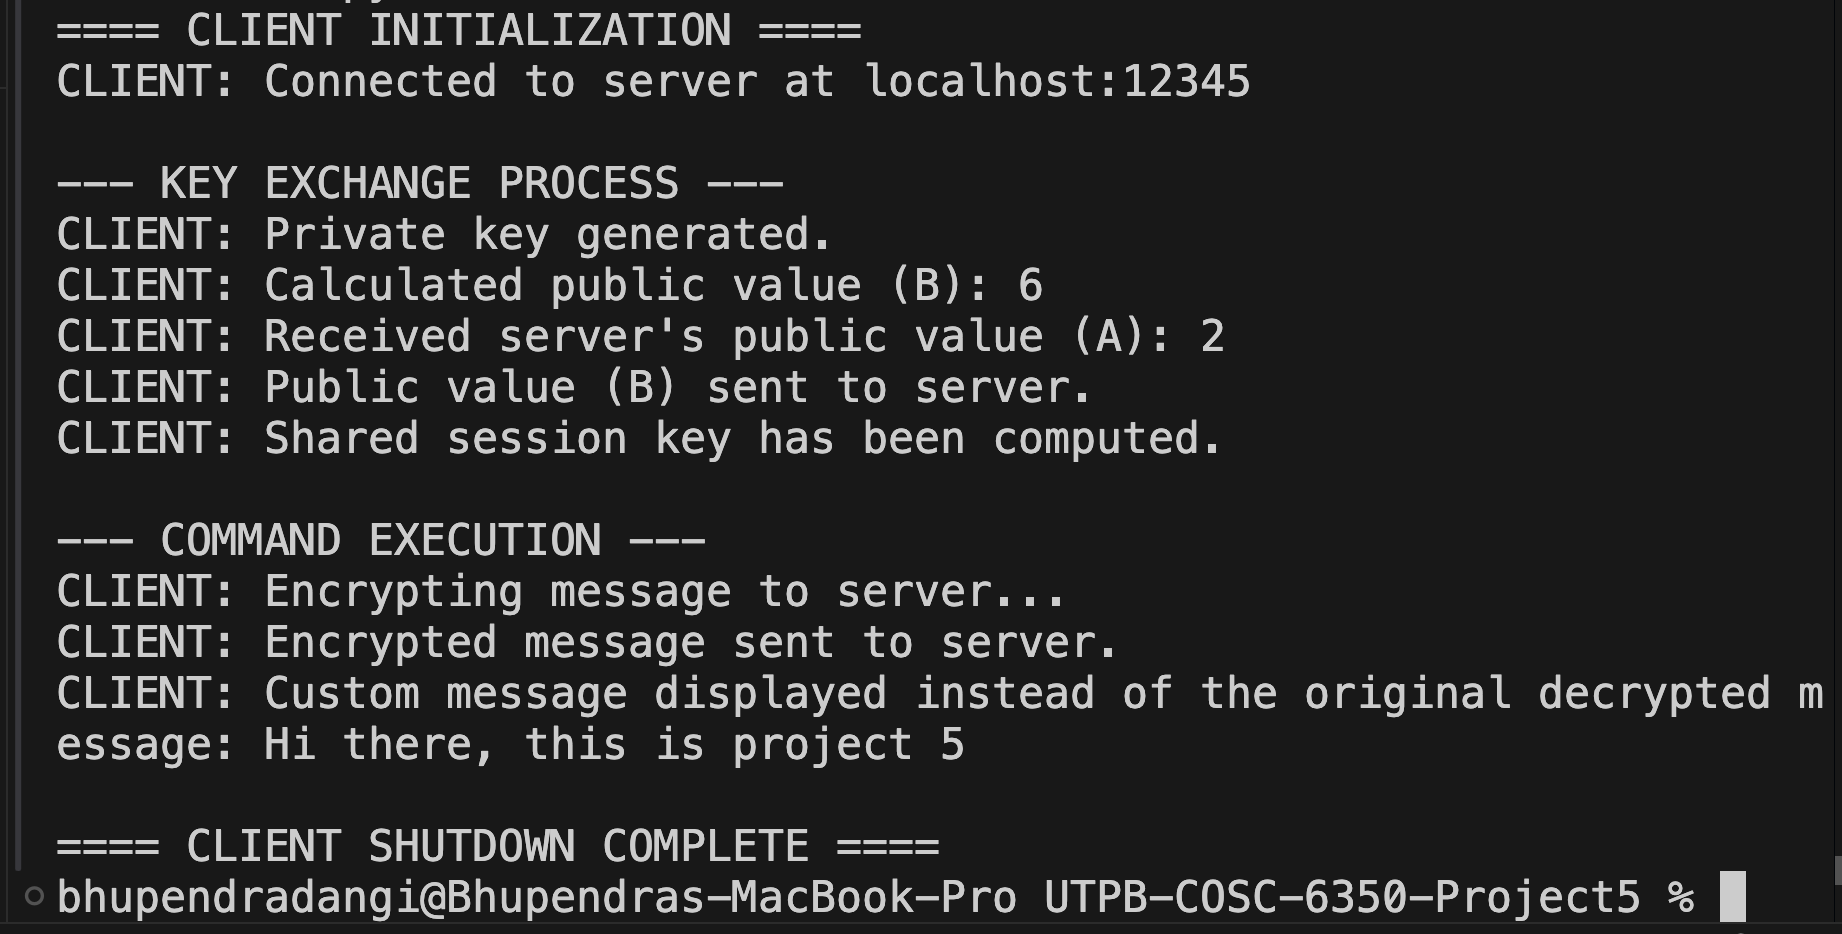 ==== CLIENT INITIALIZATION ====
CLIENT: Connected to server at localhost:12345
--- KEY EXCHANGE PROCESS ---
CLIENT: Private key generated.
CLIENT: Calculated public value (B): 6
CLIENT: Received server's public value (A): 2
CLIENT: Public value (B) sent to server.
CLIENT: Shared session key has been computed.
--- COMMAND EXECUTION ---
CLIENT: Encrypting message to server...
CLIENT: Encrypted message sent to server.
CLIENT: Custom message displayed instead of the original decrypted m
essage: Hi there, this is project 5
==== CLIENT SHUTDOWN COMPLETE ====
bhupendradangi@Bhupendras-MacBook-Pro UTPB-COSC-6350-Project5 %